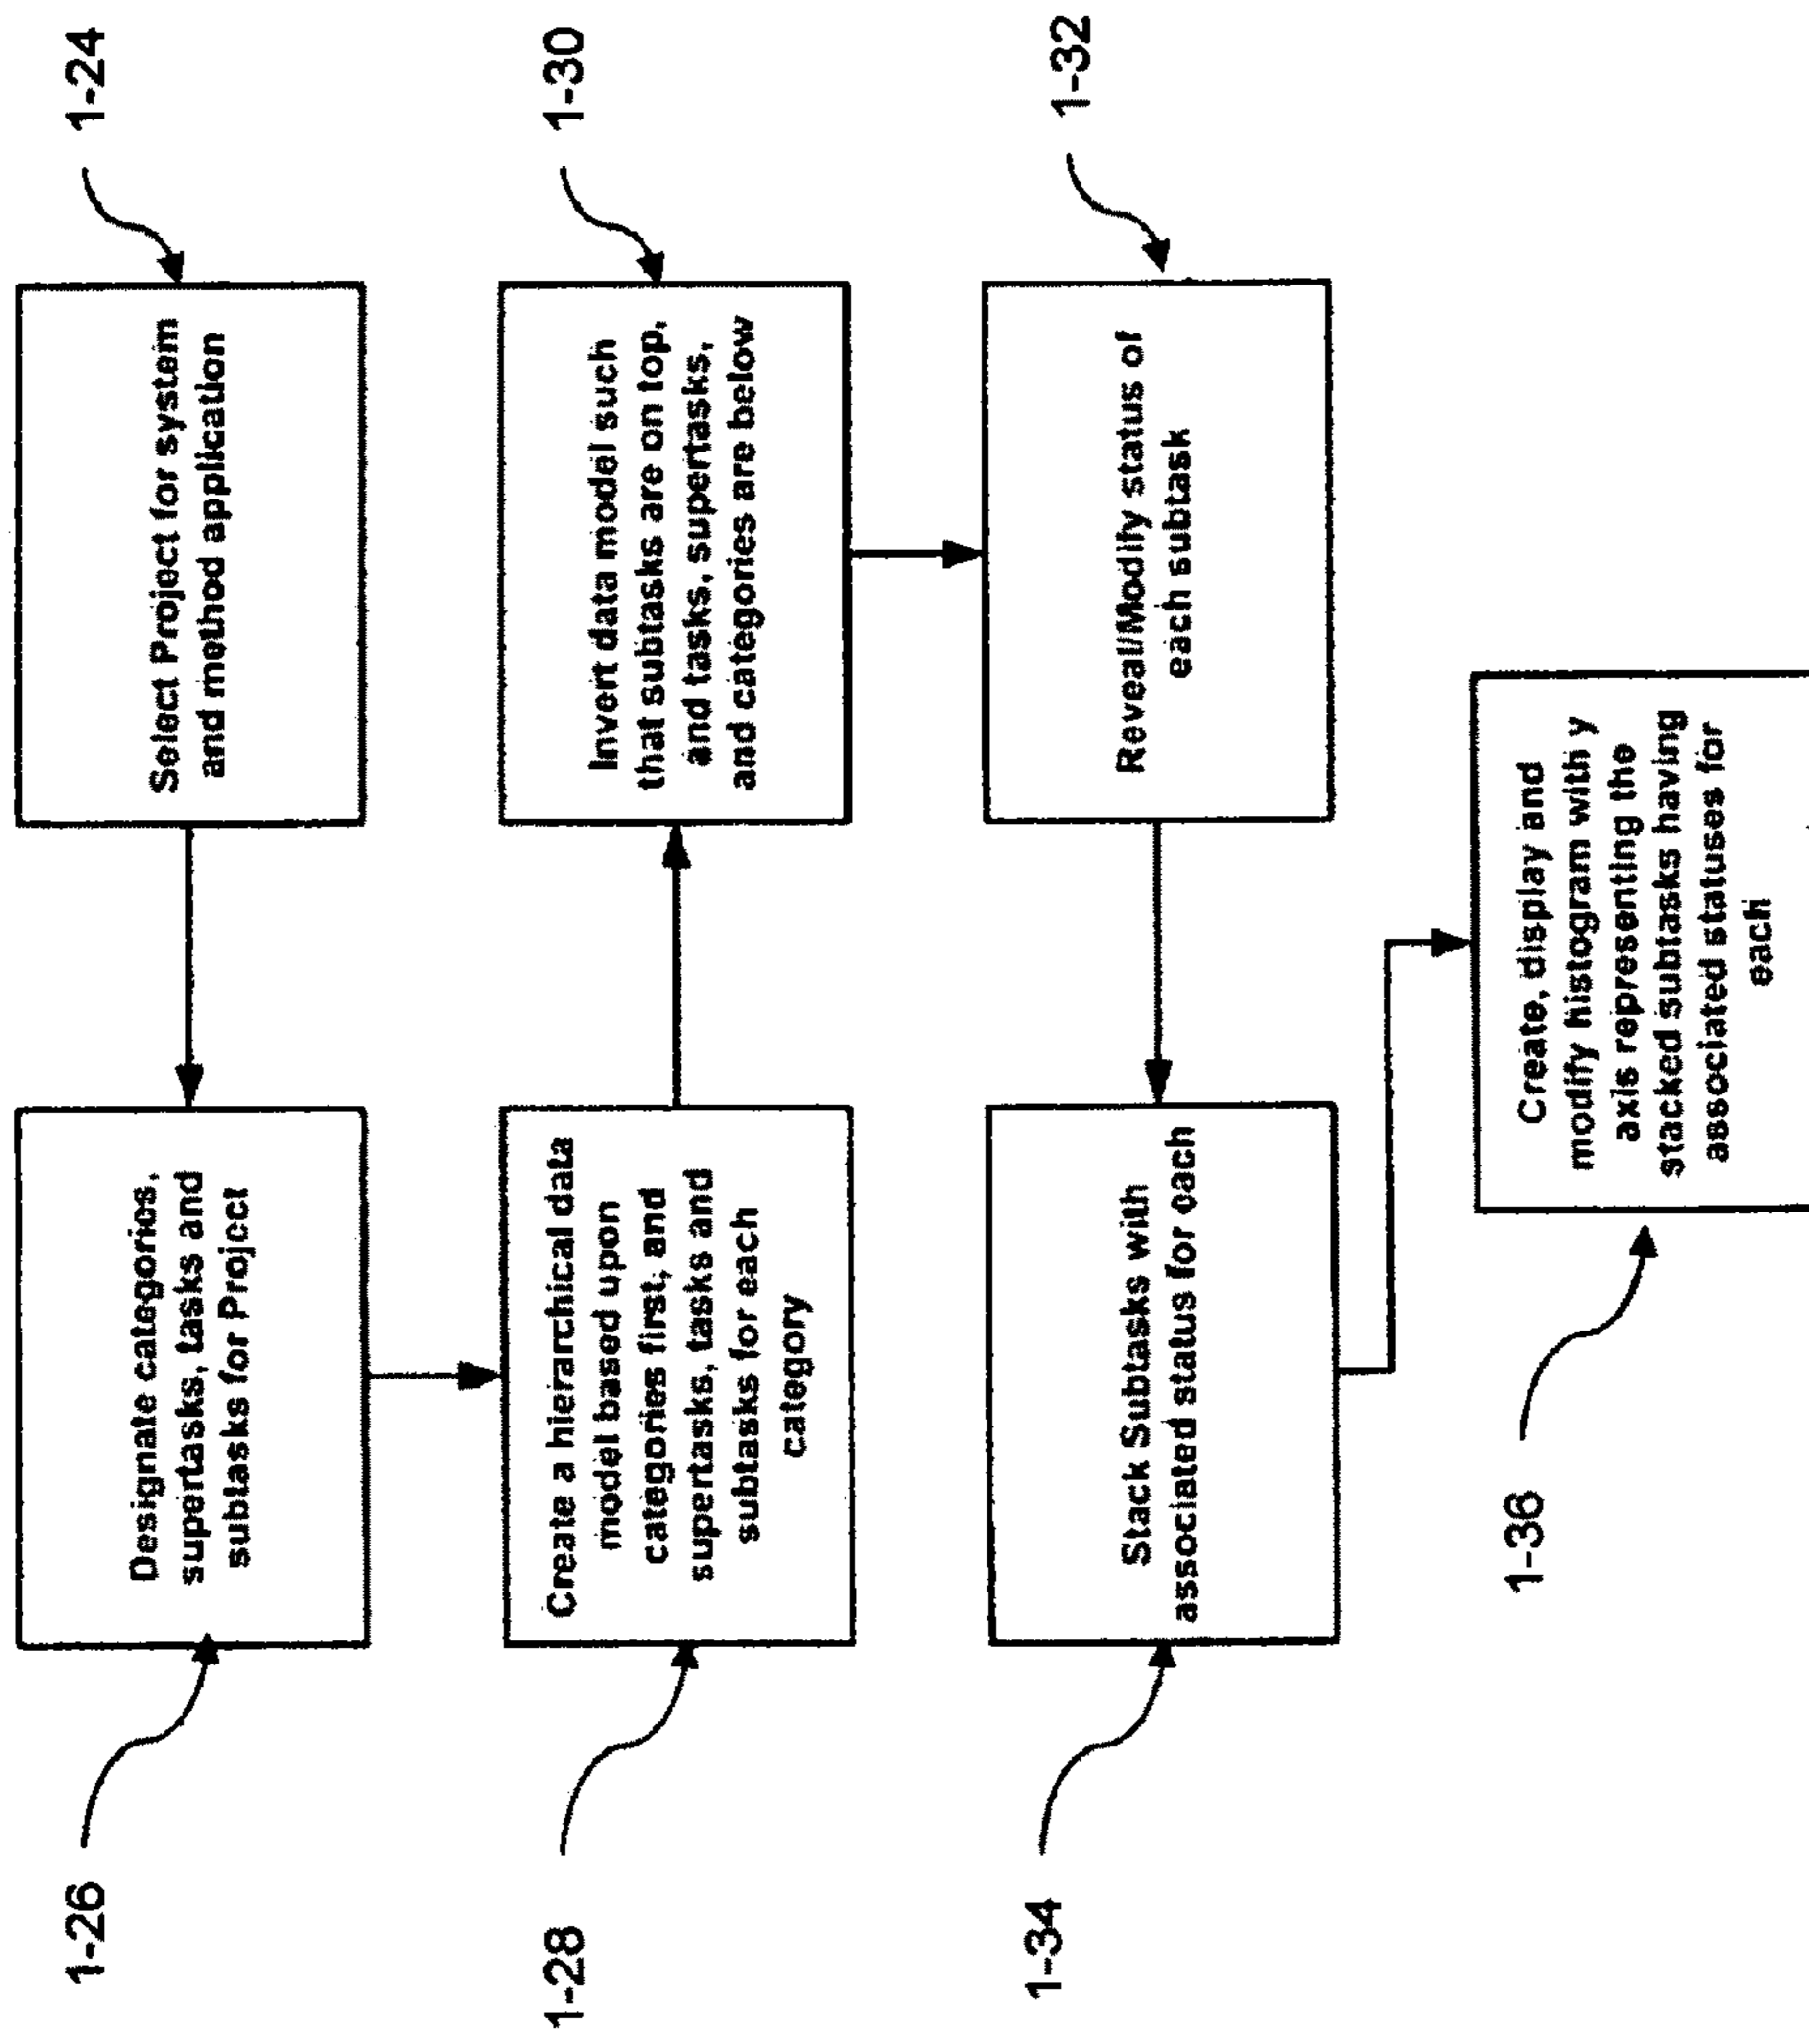 1-26
Designate categories,
supertasks, tasks and
subtasks for Project
Select Project for system
and method application
1-24
1-28
Create a hierarchical data
model based upon
categories first, and
supertasks, tasks and
subtasks for each
category
Invert data model such
that subtasks are on top,
and tasks, supertasks,
and categories are below
1-30
1-34
Stack Subtasks with
associated status for each
Reveal/Modify status of
each subtask
1-32
1-36
Create, display and
modify histogram with y
axis representing the
stacked subtasks having
associated statuses for
each